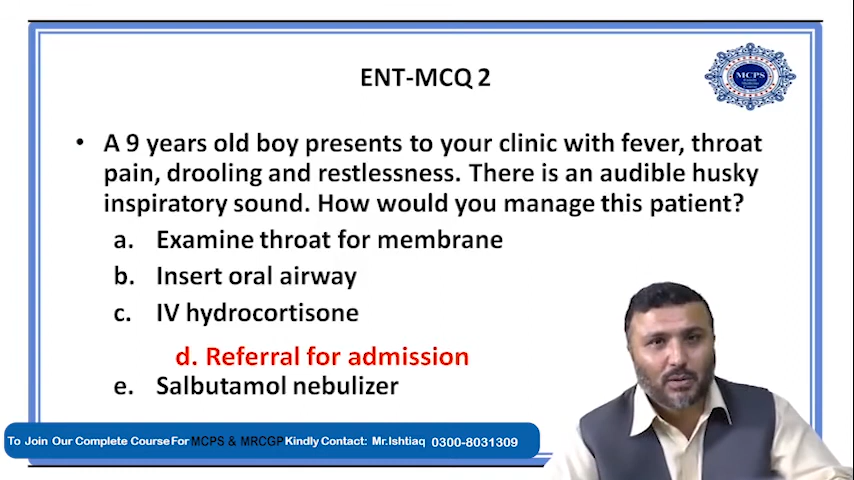 ENT-MCQ 2
MCPS
• A 9 years old boy presents to your clinic with fever, throat
pain, drooling and restlessness. There is an audible husky
inspiratory sound. How would you manage this patient?
a. Examine throat for membrane
b. Insert oral airway
c. IV hydrocortisone
d. Referral for admission
e. Salbutamol nebulizer
To Join Our Complete Course For MCPS & MRCGP Kindly Contact: Mr.Ishtiaq 0300-8031309